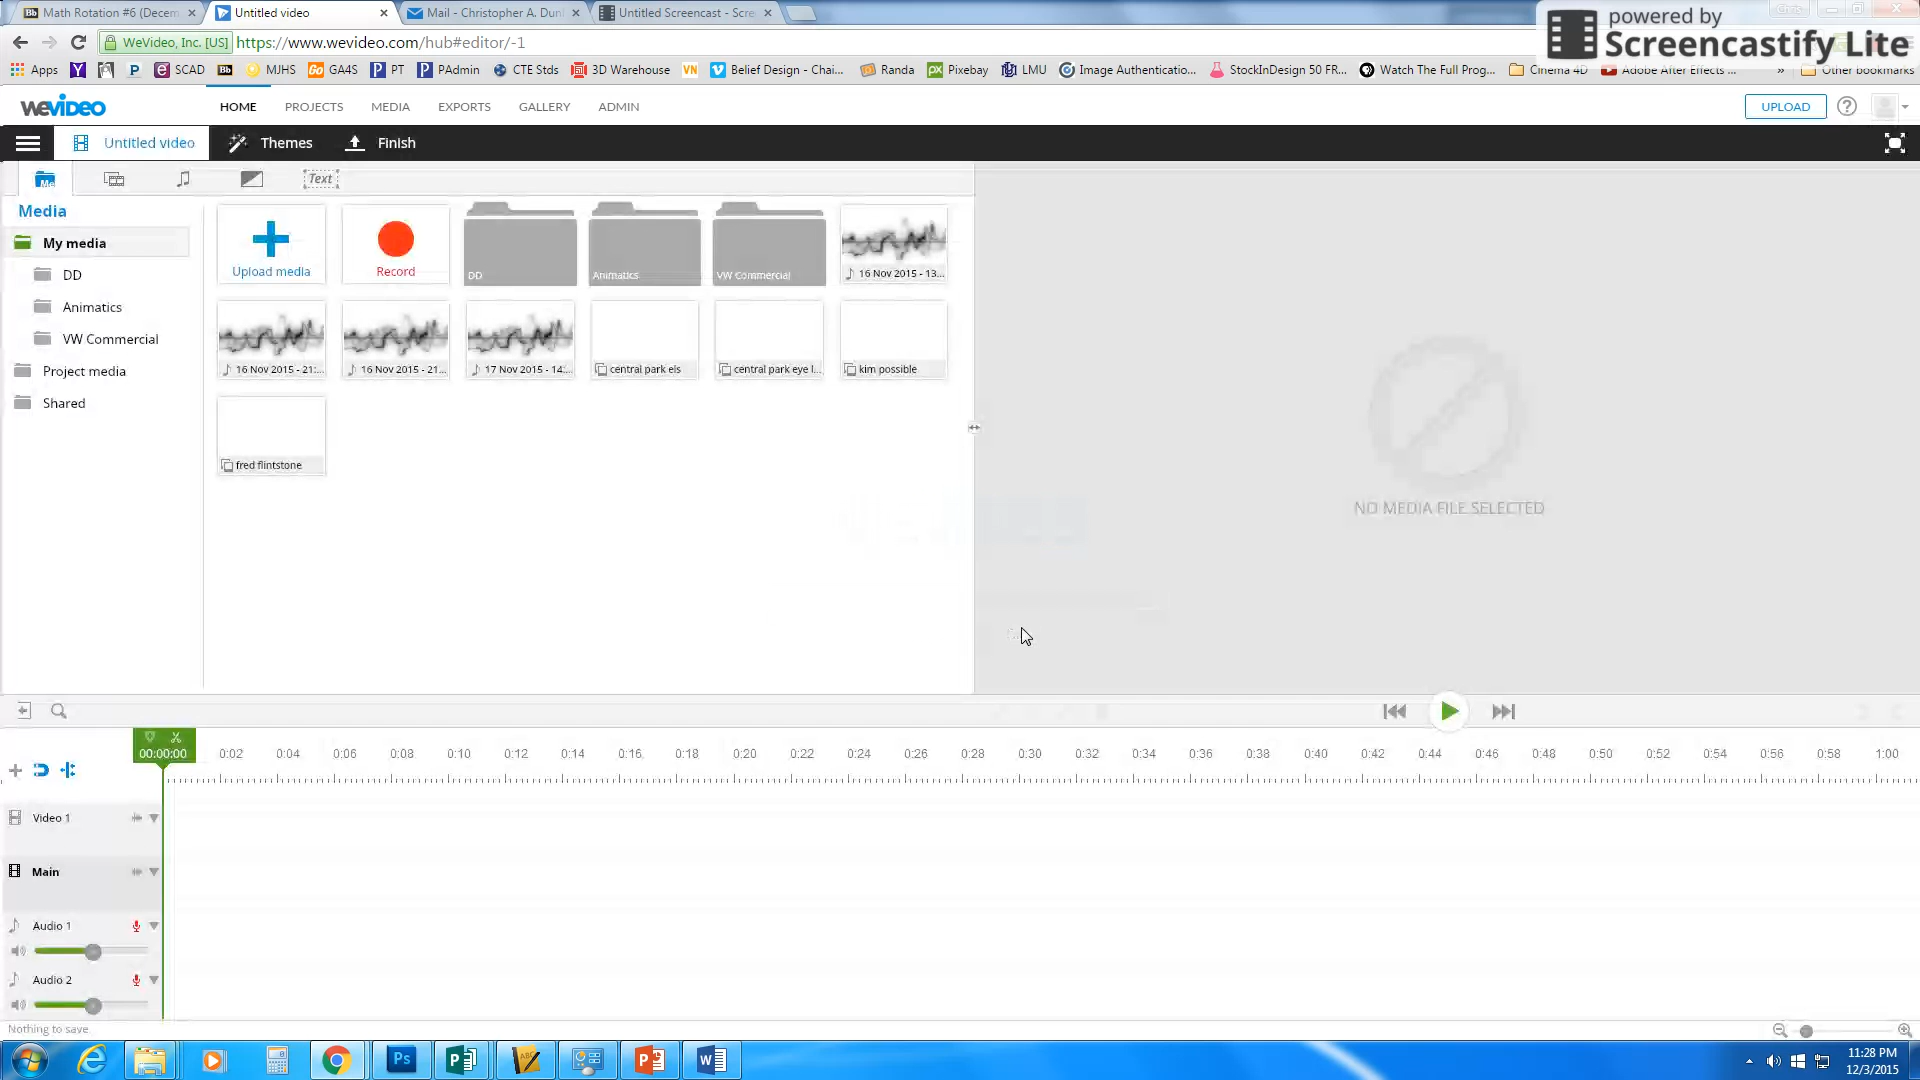 Math Rotation #6 (Decem
Untitled video
Mail - Christopher A. Dunl
Untitled Screencast - Scre
Chris
powered by
Screencastify Lite
WeVideo, Inc. [US]
https://www.wevideo.com/hub#editor/-1
Apps
SCAD
Bb
MJHS
GA4S
PT
PAdmin
CTE Stds
3D Warehouse
VN
Belief Design - Chai...
Randa
Pixebay
LMU
Image Authentication...
StockInDesign 50 FR...
Watch The Full Prog...
Cinema 4D
Adobe After Effects ...
»
Other bookmarks
wevideo
HOME
PROJECTS
MEDIA
EXPORTS
GALLERY
ADMIN
UPLOAD
Untitled video
Themes
Finish
Text
Media
My media
DD
Animatics
VW Commercial
Project media
Shared
Upload media
Record
DD
Animatics
VW Commercial
16 Nov 2015 - 13...
16 Nov 2015 - 21:...
16 Nov 2015 - 21...
17 Nov 2015 - 14:...
central park els
central park eye l...
kim possible
fred flintstone
NO MEDIA FILE SELECTED
00:00:00
0:02
0:04
0:06
0:08
0:10
0:12
0:14
0:16
0:18
0:20
0:22
0:24
0:26
0:28
0:30
0:32
0:34
0:36
0:38
0:40
0:42
0:44
0:46
0:48
0:50
0:52
0:54
0:56
0:58
1:00
Video 1
Main
Audio 1
Audio 2
Nothing to save
11:28 PM
12/3/2015